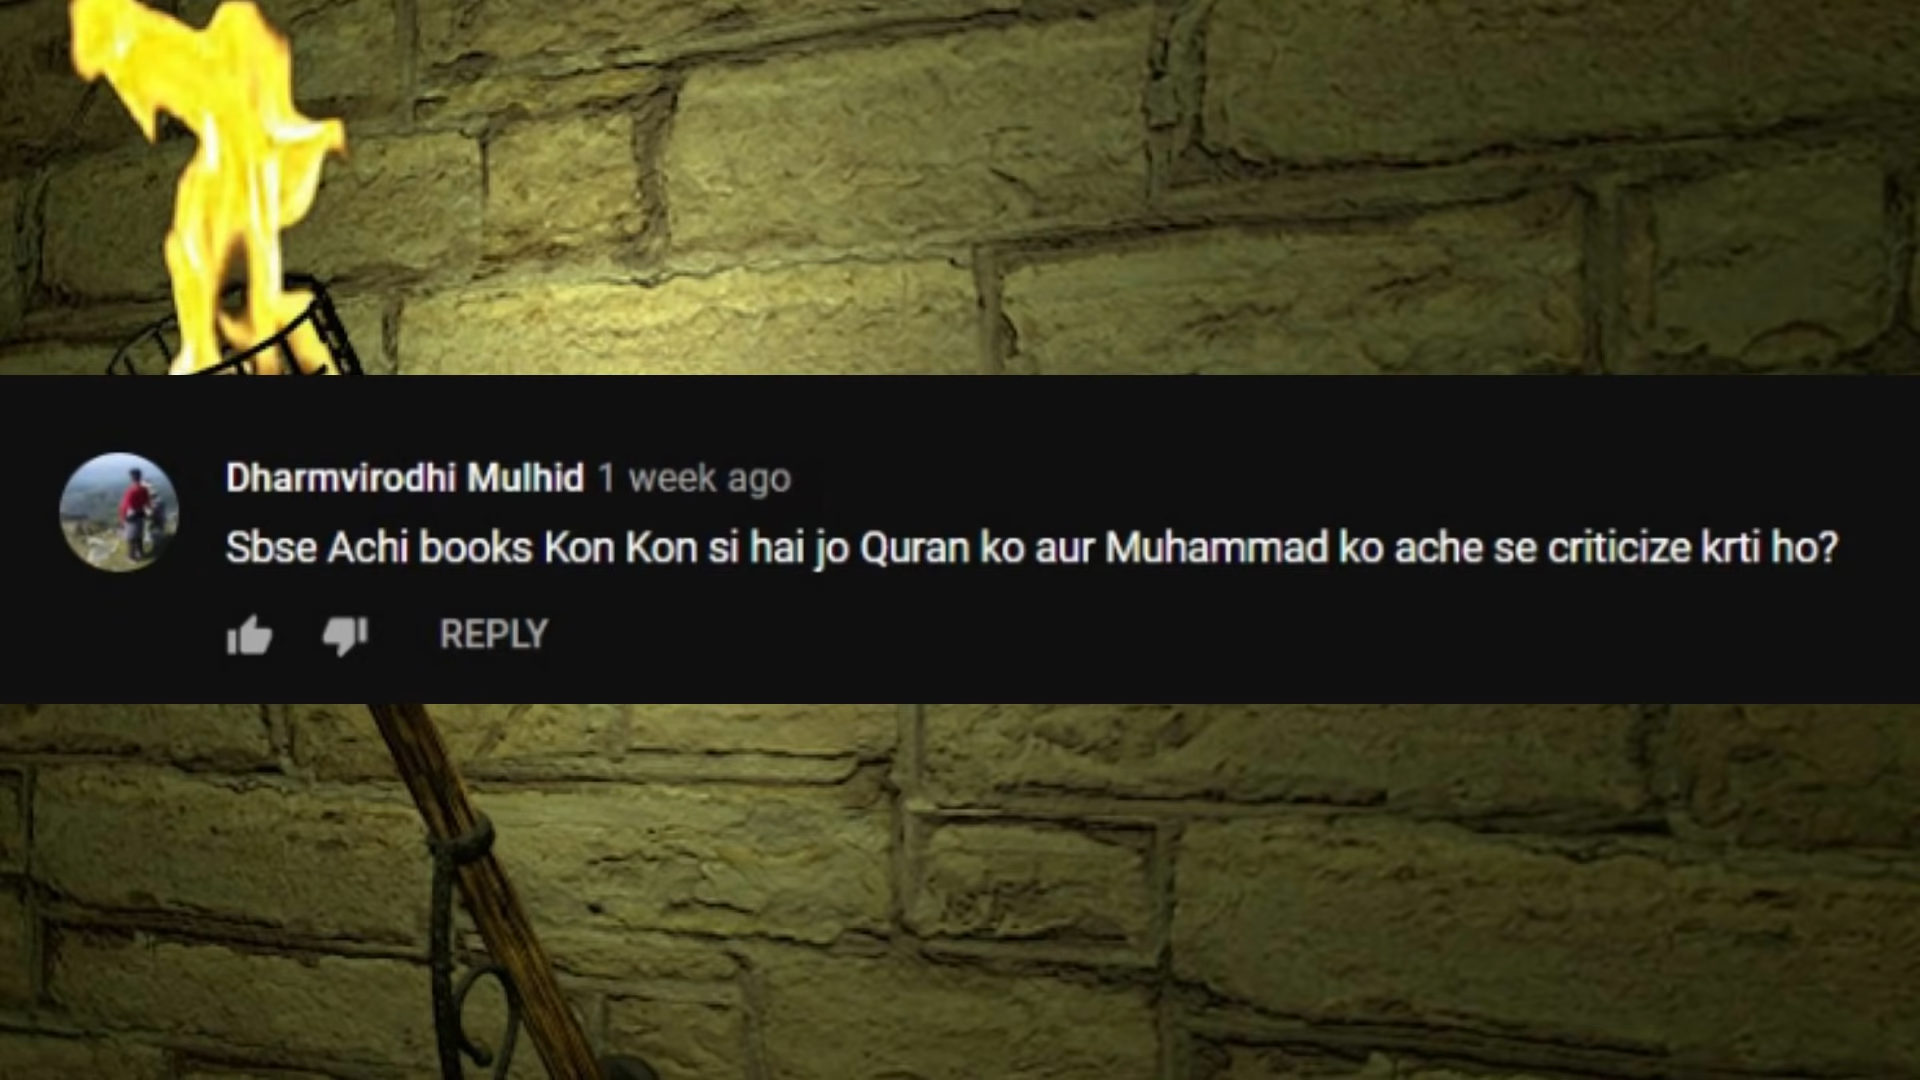 Dharmvirodhi Mulhid 1 week ago
Sbse Achi books Kon Kon si hai jo Quran ko aur Muhammad ko ache se criticize krti ho?
REPLY